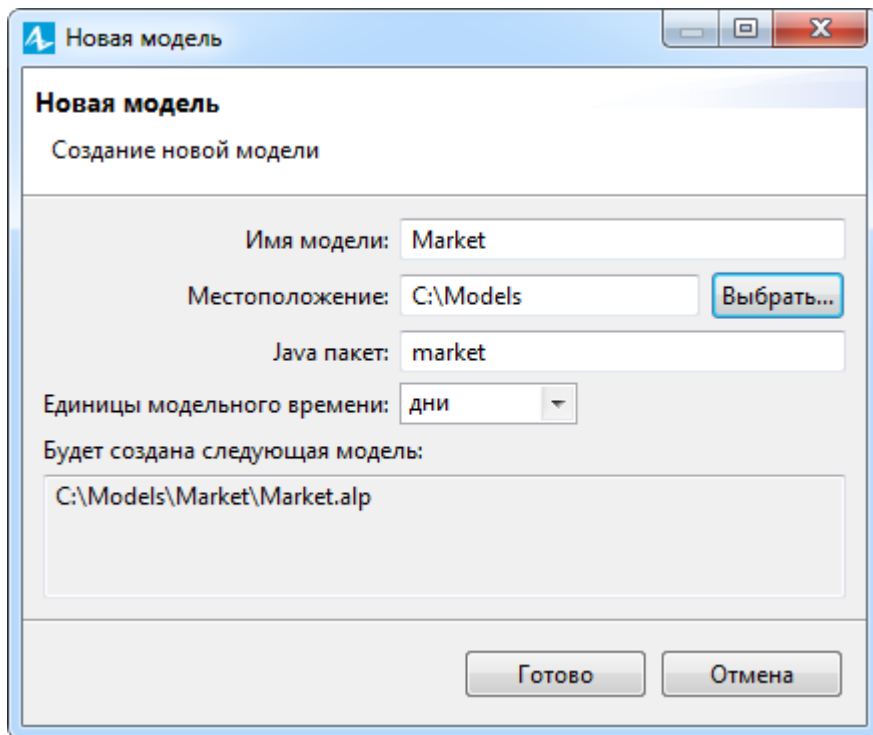 Новая модель
Новая модель
Создание новой модели
Имя модели: Market
Местоположение: C:\Models Выбрать...
Java пакет: market
Единицы модельного времени: дни
Будет создана следующая модель:
C:\Models\Market\Market.alp
Готово Отмена